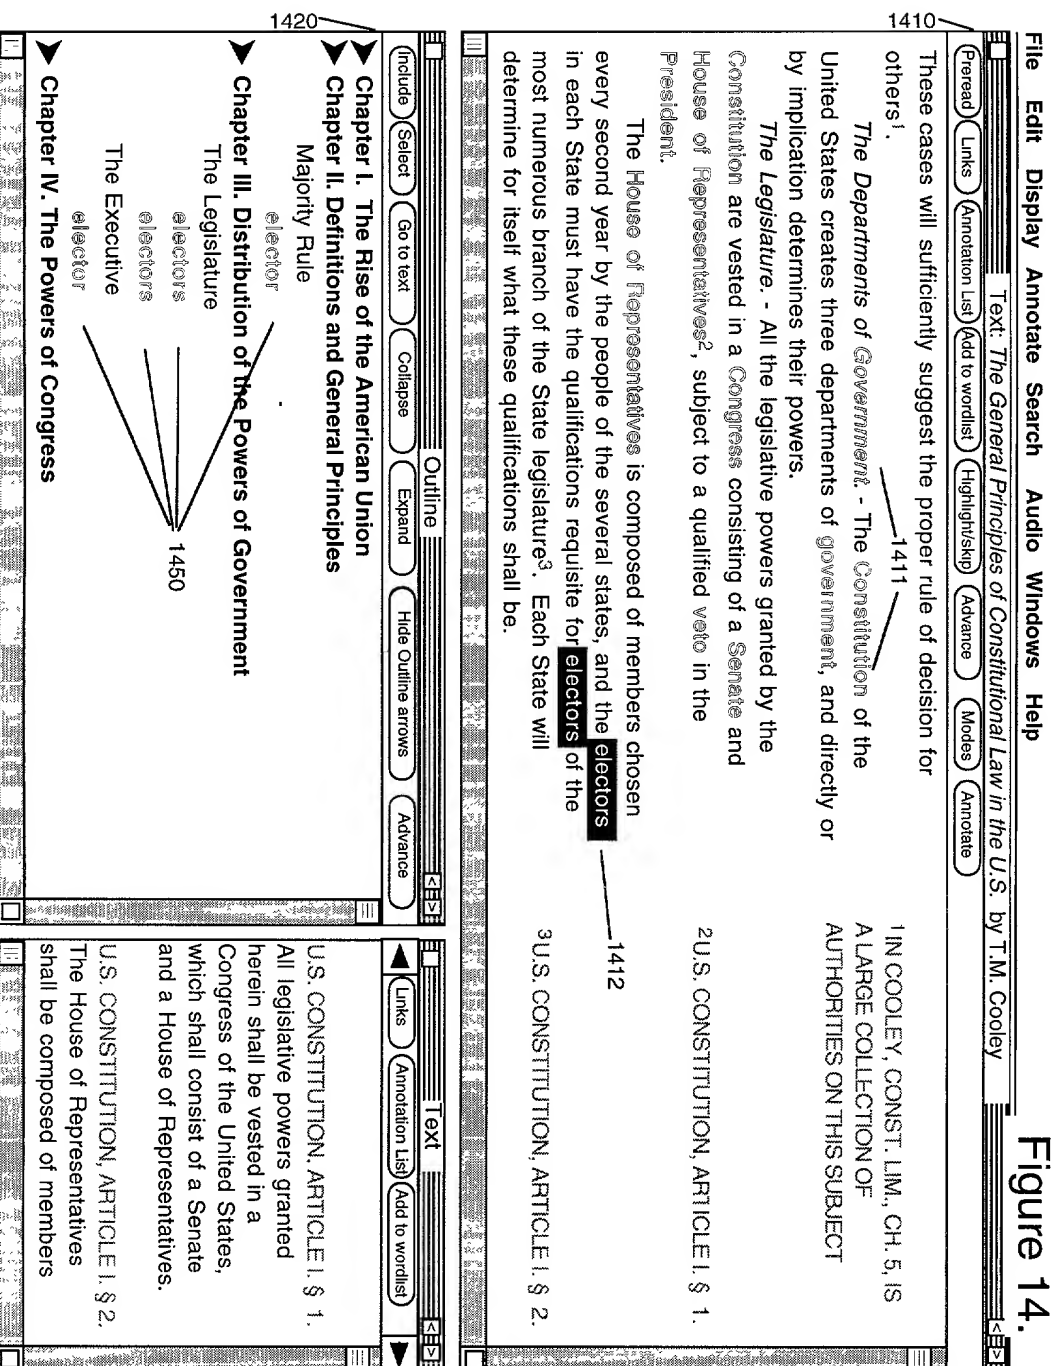 Figure 14.
File Edit Display Annotate Search Audio Windows Help
1410
Text: The General Principles of Constitutional Law in the U.S. by T.M. Cooley
Preread Links Annotation List Add to wordlist Highlight/skip Advance Modes Annotate
These cases will sufficiently suggest the proper rule of decision for
others1.
1411
The Departments of Government. - The Constitution of the
United States creates three departments of government, and directly or
by implication determines their powers.
The Legislature. - All the legislative powers granted by the
Constitution are vested in a Congress consisting of a Senate and
House of Representatives2, subject to a qualified veto in the
President.
The House of Representatives is composed of members chosen
every second year by the people of the several states, and the electors
in each State must have the qualifications requisite for electors of the
most numerous branch of the State legislature3. Each State will
determine for itself what these qualifications shall be.
1412
1IN COOLEY, CONST. LIM., CH. 5, IS
A LARGE COLLECTION OF
AUTHORITIES ON THIS SUBJECT
2U.S. CONSTITUTION, ARTICLE I. § 1.
3U.S. CONSTITUTION, ARTICLE I. § 2.
1420
Outline
Include Select Go to text Collapse Expand Hide Outline arrows Advance
Chapter I. The Rise of the American Union
Chapter II. Definitions and General Principles
Majority Rule
elector
Chapter III. Distribution of the Powers of Government
The Legislature
electors
electors
The Executive
elector
Chapter IV. The Powers of Congress
1450
Text
Links Annotation List Add to wordlist
U.S. CONSTITUTION. ARTICLE I. § 1.
All legislative powers granted
herein shall be vested in a
Congress of the United States,
which shall consist of a Senate
and a House of Representatives.
U.S. CONSTITUTION, ARTICLE I. § 2.
The House of Representatives
shall be composed of members